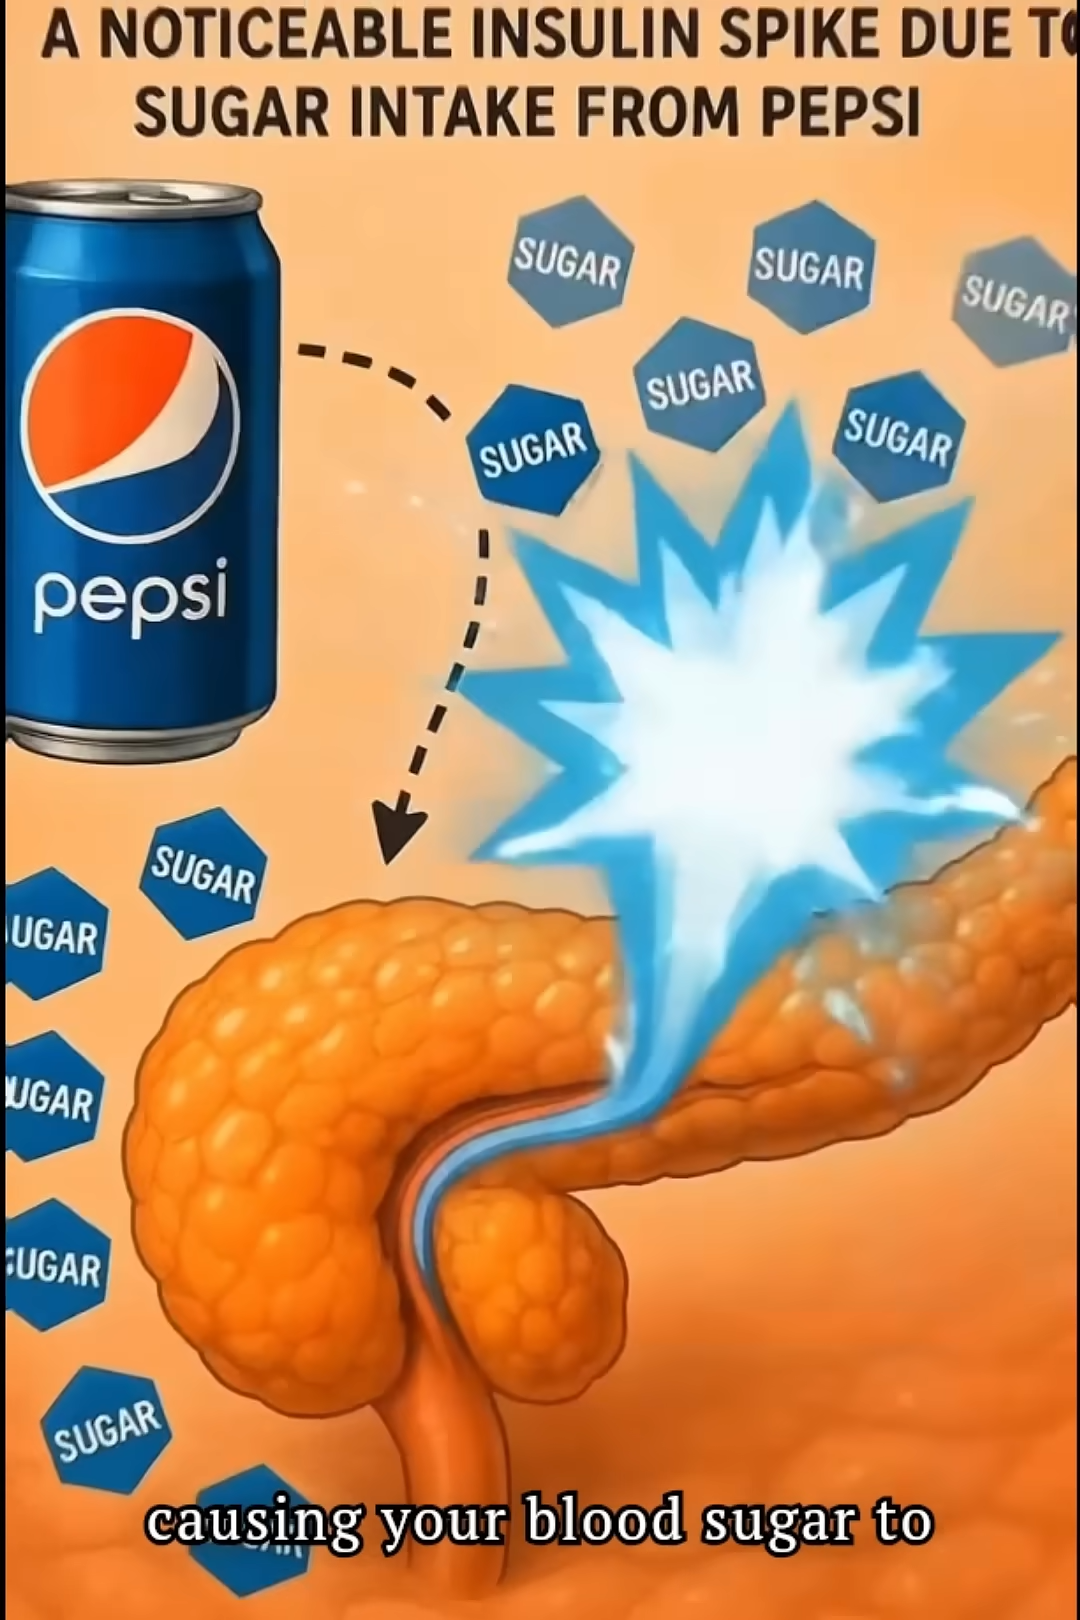 A NOTICEABLE INSULIN SPIKE DUE TO
SUGAR INTAKE FROM PEPSI
SUGAR
SUGAR
SUGAR
SUGAR
SUGAR
SUGAR
pepsi
SUGAR
UGAR
UGAR
UGAR
SUGAR
causing your blood sugar to